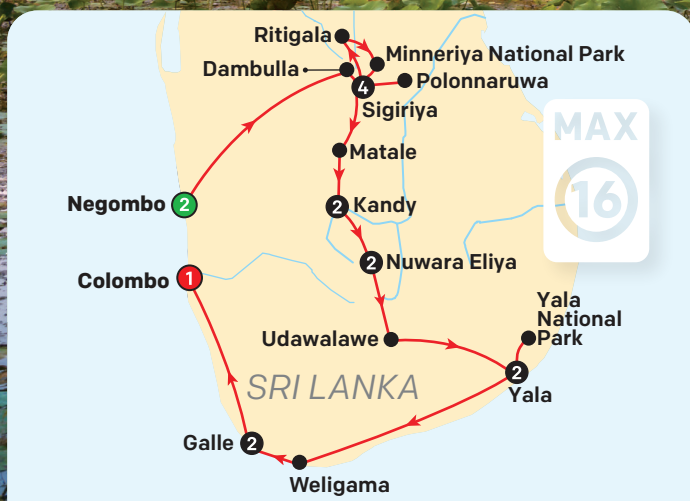 Ritigala
Minneriya National Park
Dambulla
Polonnaruwa
4
Sigiriya
MAX
16
Matale
Negombo 2
2 Kandy
2 Nuwara Eliya
Colombo 1
Yala
National
Park
Udawalawe
2
Yala
SRI LANKA
Galle 2
Weligama